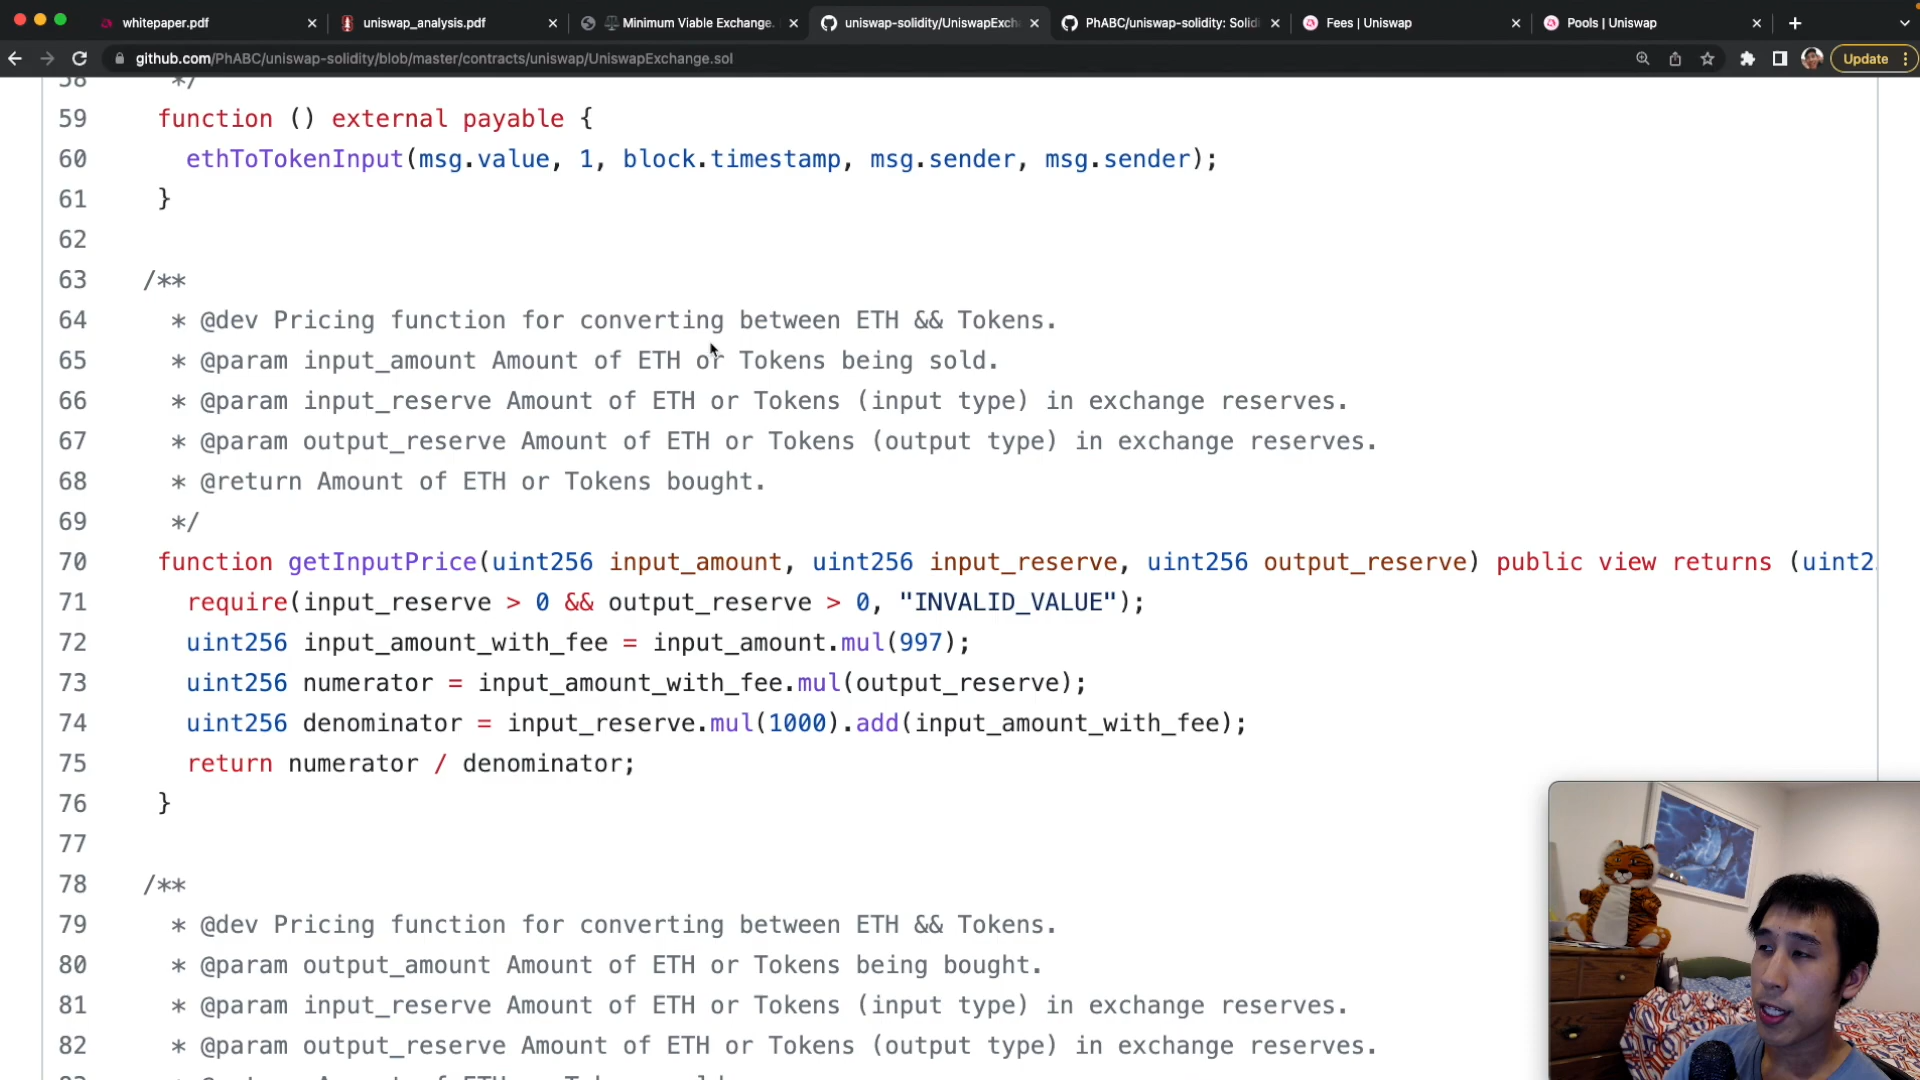 whitepaper.pdf
uniswap_analysis.pdf
Minimum Viable Exchange.
uniswap-solidity/UniswapExch
PhABC/uniswap-solidity: Solid
Fees | Uniswap
Pools | Uniswap
github.com/PhABC/uniswap-solidity/blob/master/contracts/uniswap/UniswapExchange.sol
Update
58 */
59 function () external payable {
60 ethToTokenInput(msg.value, 1, block.timestamp, msg.sender, msg.sender);
61 }
62
63 /**
64 * @dev Pricing function for converting between ETH && Tokens.
65 * @param input_amount Amount of ETH or Tokens being sold.
66 * @param input_reserve Amount of ETH or Tokens (input type) in exchange reserves.
67 * @param output_reserve Amount of ETH or Tokens (output type) in exchange reserves.
68 * @return Amount of ETH or Tokens bought.
69 */
70 function getInputPrice(uint256 input_amount, uint256 input_reserve, uint256 output_reserve) public view returns (uint2
71 require(input_reserve > 0 && output_reserve > 0, "INVALID_VALUE");
72 uint256 input_amount_with_fee = input_amount.mul(997);
73 uint256 numerator = input_amount_with_fee.mul(output_reserve);
74 uint256 denominator = input_reserve.mul(1000).add(input_amount_with_fee);
75 return numerator / denominator;
76 }
77
78 /**
79 * @dev Pricing function for converting between ETH && Tokens.
80 * @param output_amount Amount of ETH or Tokens being bought.
81 * @param input_reserve Amount of ETH or Tokens (input type) in exchange reserves.
82 * @param output_reserve Amount of ETH or Tokens (output type) in exchange reserves.